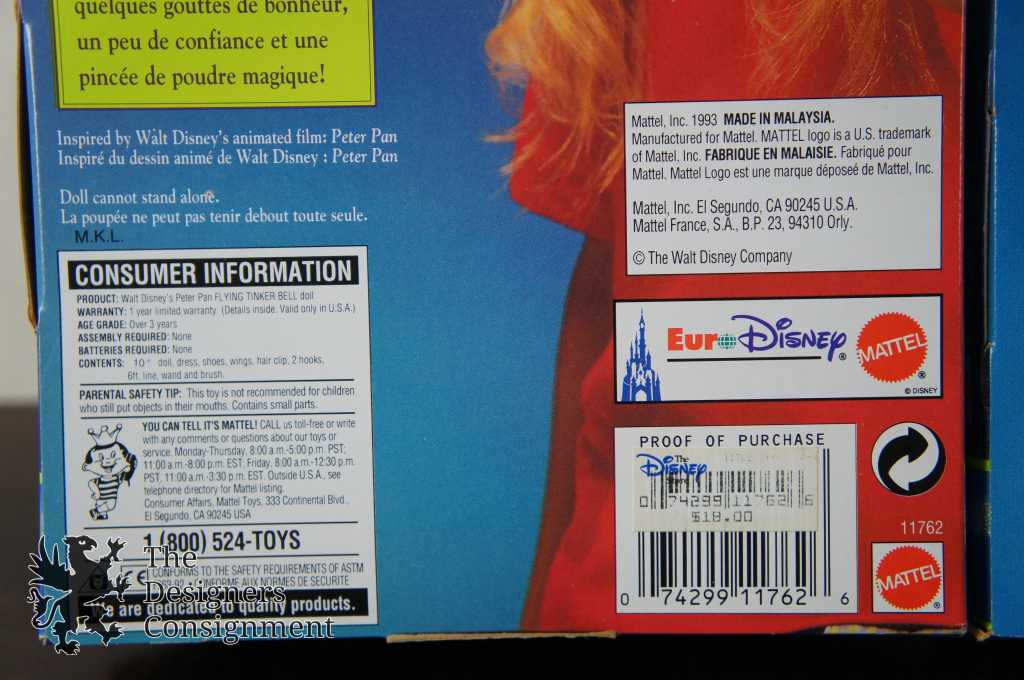 quelques gouttes de bonheur,
un peu de confiance et une
pincée de poudre magique!
Inspired by Wâlt Disney's animated film: Peter Pan
Inspiré du dessin animé de Walt Disney : Peter Pan
Doll cannot stand alone.
La poupée ne peut pas tenir debout toute seule.
M.K.L.
CONSUMER INFORMATION
PRODUCT: Walt Disney's Peter Pan FLYING TINKER BELL doll
WARRANTY: 1 year limited warranty. (Details inside. Valid only in U.S.A.)
AGE GRADE: Over 3 years
ASSEMBLY REQUIRED: None
BATTERIES REQUIRED: None
CONTENTS: 10" doll, dress, shoes, wings, hair clip, 2 hooks,
6ft. line, wand and brush.
PARENTAL SAFETY TIP: This toy is not recommended for children
who still put objects in their mouths. Contains small parts.
YOU CAN TELL IT'S MATTEL! CALL us toll-free or write
with any comments or questions about our toys or
service. Monday-Thursday, 8:00 a.m.-5:00 p.m. PST;
11:00 a.m.-8:00 p.m. EST; Friday, 8:00 a.m.-12:30 p.m.
PST, 11:00 a.m.-3:30 p.m. EST. Outside U.S.A., see
telephone directory for Mattel listing.
Consumer Affairs, Mattel Toys, 333 Continental Blvd.,
El Segundo, CA 90245 USA
1 (800) 524-TOYS
CONFORMS TO THE SAFETY REQUIREMENTS OF ASTM
INFORME AUX NORMES DE SECURITE
We are dedicated to quality products.
The
Designers
Consignment
Mattel, Inc. 1993 MADE IN MALAYSIA.
Manufactured for Mattel. MATTEL logo is a U.S. trademark
of Mattel, Inc. FABRIQUE EN MALAISIE. Fabriqué pour
Mattel. Mattel Logo est une marque déposée de Mattel, Inc.
Mattel, Inc. El Segundo, CA 90245 U.S.A.
Mattel France, S.A., B.P. 23, 94310 Orly.
© The Walt Disney Company
Euro Disney®
MATTEL®
© DISNEY
PROOF OF PURCHASE
The
Disney
Store
0 74299 11762 6
$18.00
0 74299 11762 6
11762
MATTEL®